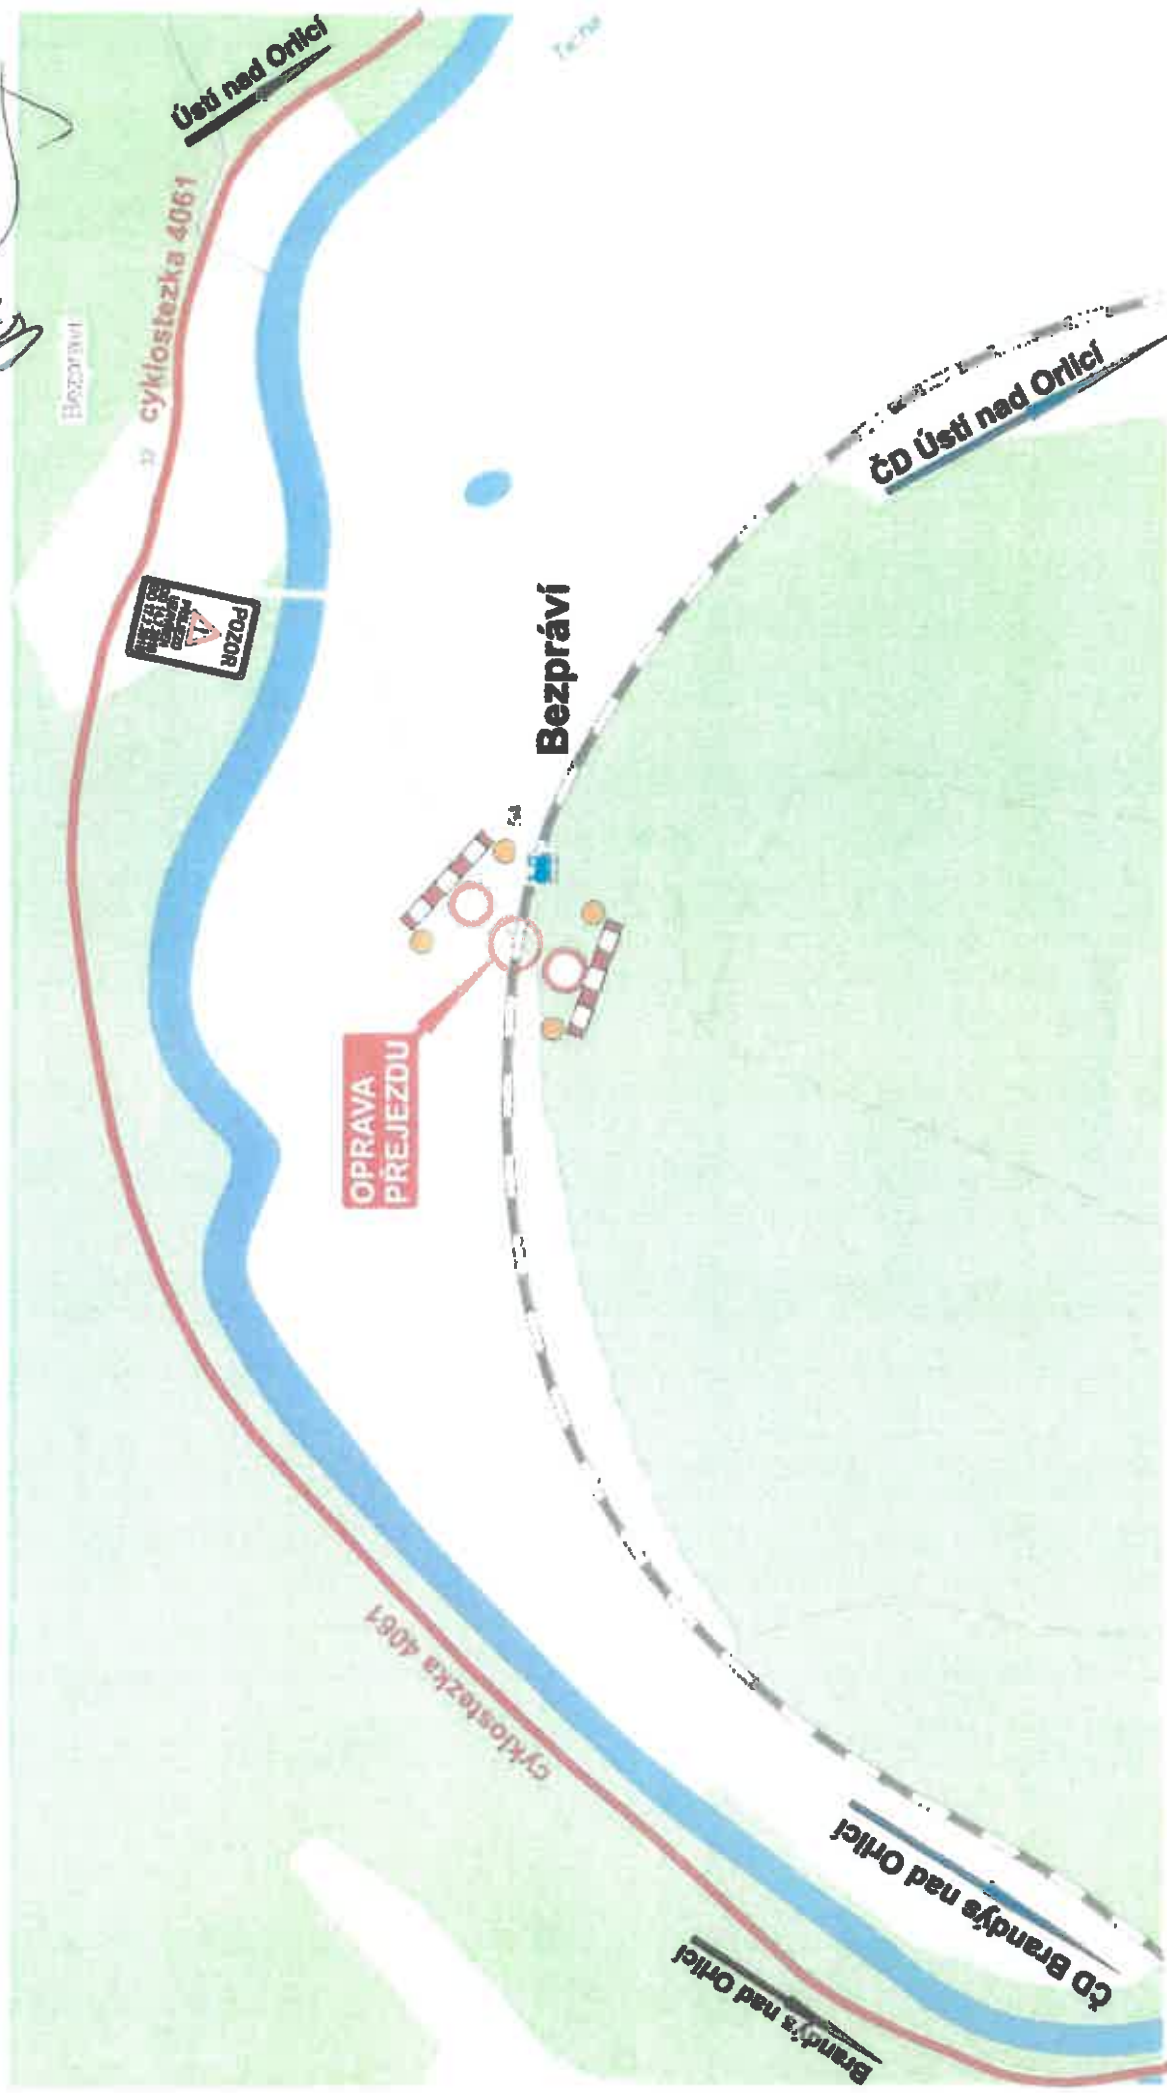 Ústí nad Orlicí
cyklostezka 4061
Bezpráví
POZOR
Bezpráví
ČD Ústí nad Orlicí
OPRAVA
PŘEJEZDU
cyklostezka 4061
Brandýs nad Orlicí
ČD Brandýs nad Orlicí